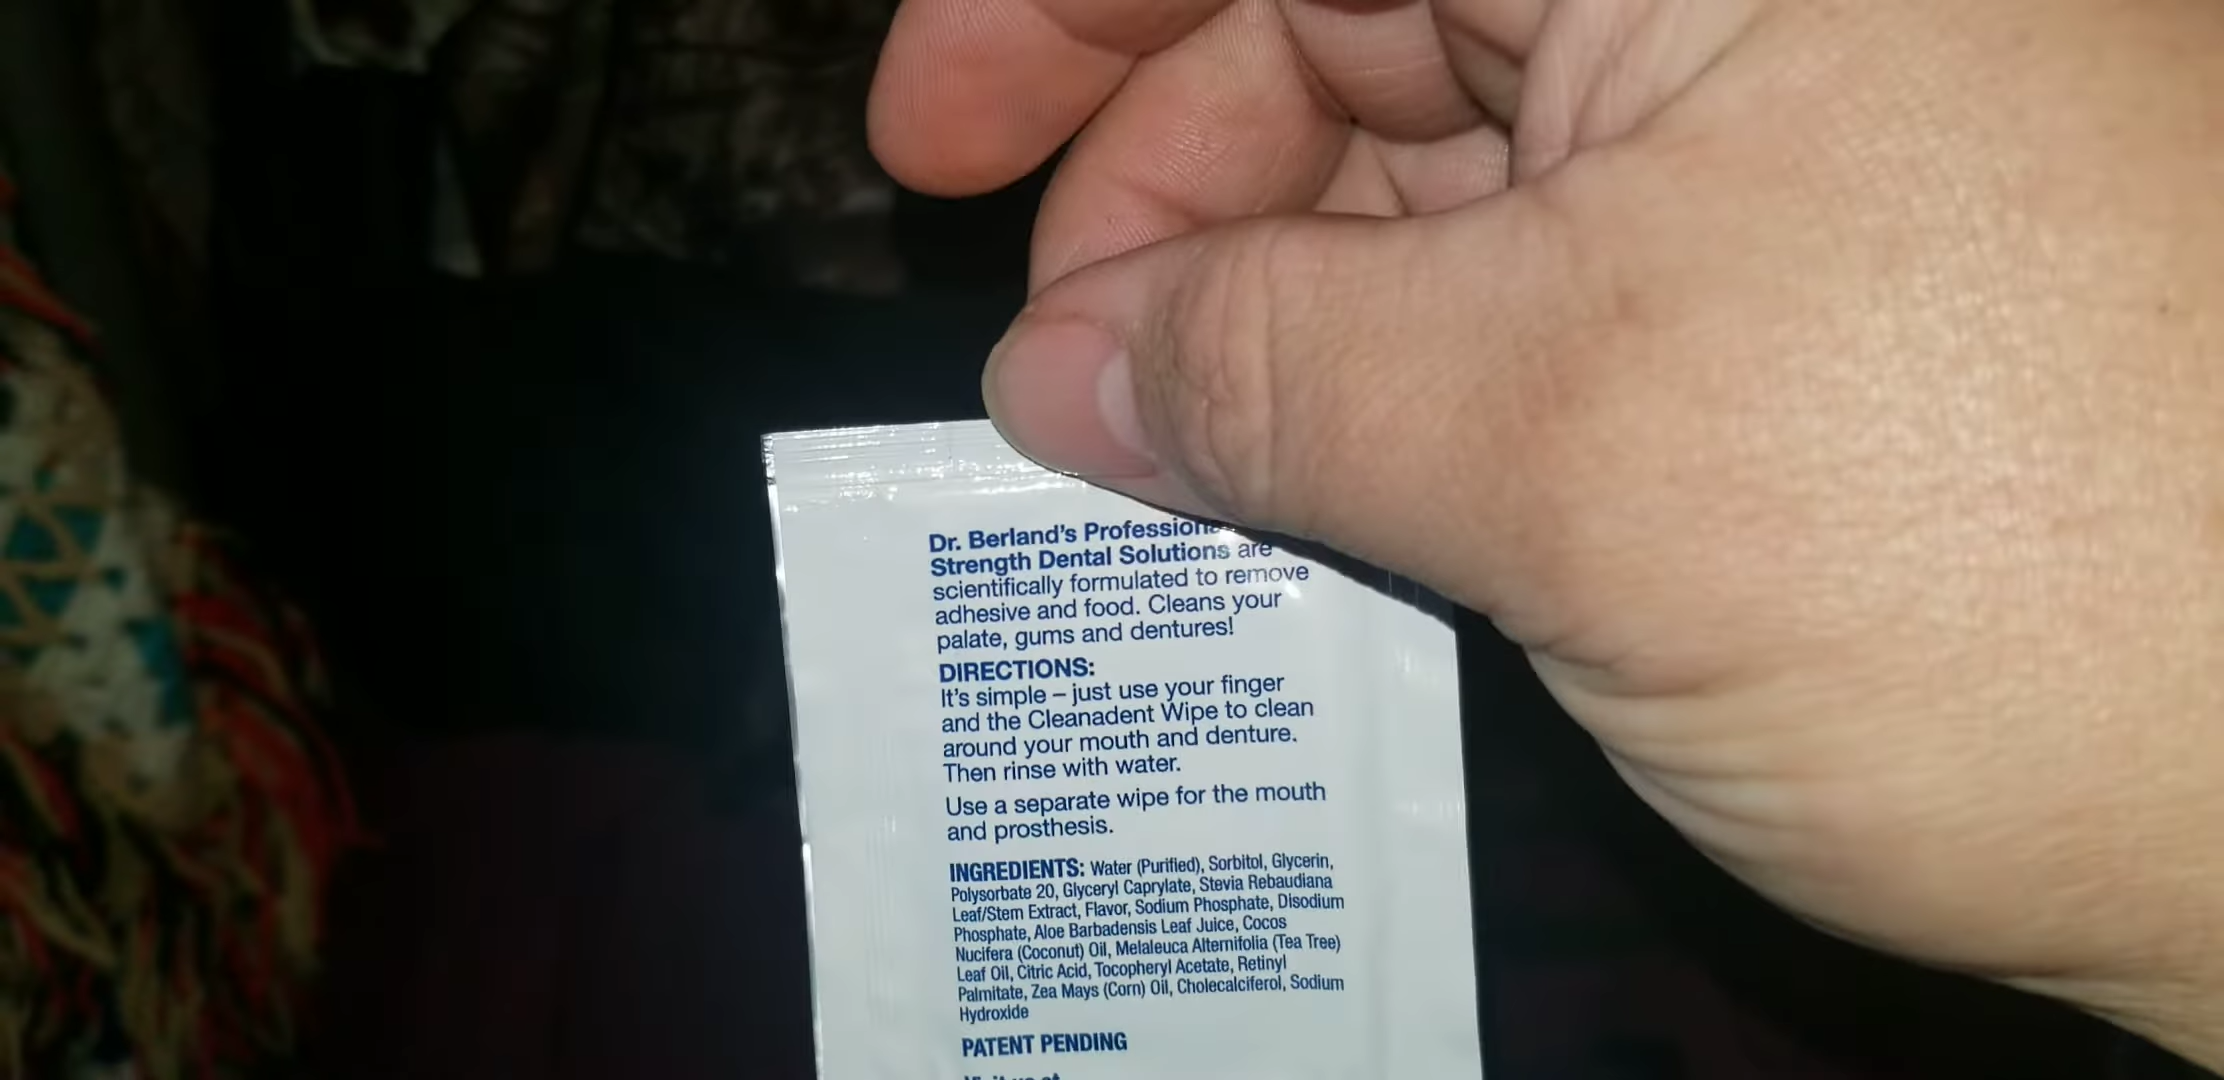 Dr. Berland's Professional
Strength Dental Solutions are
scientifically formulated to remove
adhesive and food. Cleans your
palate, gums and dentures!
DIRECTIONS:
It's simple – just use your finger
and the Cleanadent Wipe to clean
around your mouth and denture.
Then rinse with water.
Use a separate wipe for the mouth
and prosthesis.
INGREDIENTS: Water (Purified), Sorbitol, Glycerin,
Polysorbate 20, Glyceryl Caprylate, Stevia Rebaudiana
Leaf/Stem Extract, Flavor, Sodium Phosphate, Disodium
Phosphate, Aloe Barbadensis Leaf Juice, Cocos
Nucifera (Coconut) Oil, Melaleuca Alternifolia (Tea Tree)
Leaf Oil, Citric Acid, Tocopheryl Acetate, Retinyl
Palmitate, Zea Mays (Corn) Oil, Cholecalciferol, Sodium
Hydroxide
PATENT PENDING
Visit us at